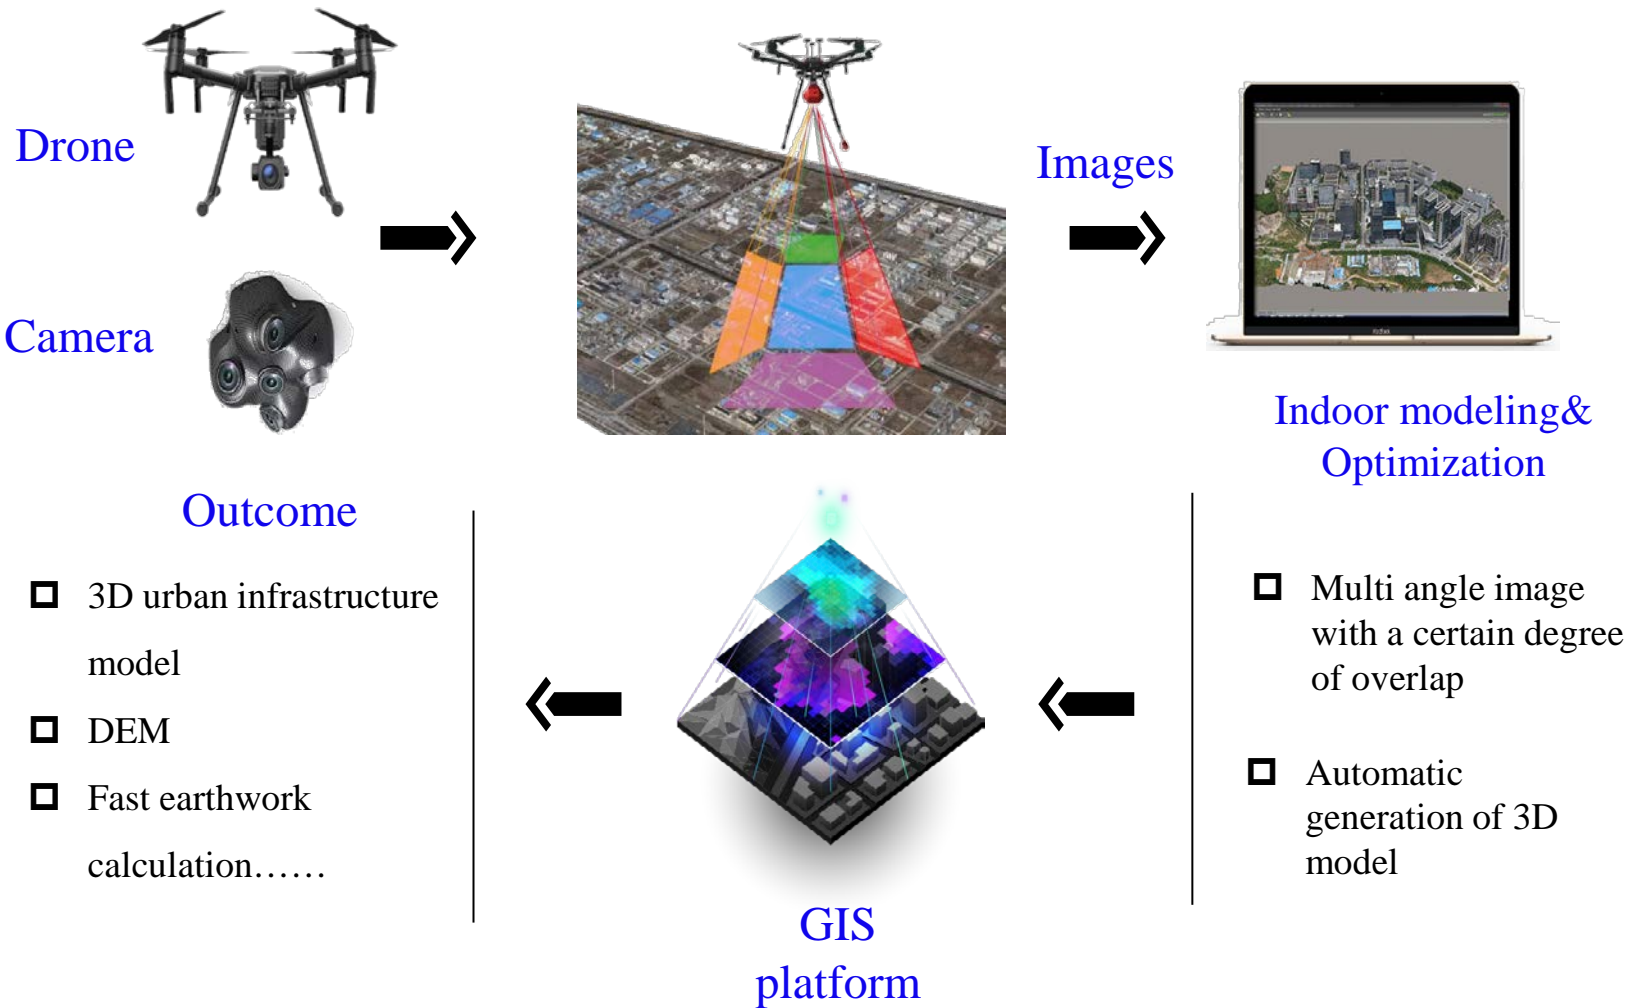 Drone
Camera
Images
Indoor modeling&
Optimization
Multi angle image
with a certain degree
of overlap
Automatic
generation of 3D
model
GIS
platform
Outcome
3D urban infrastructure
model
DEM
Fast earthwork
calculation……